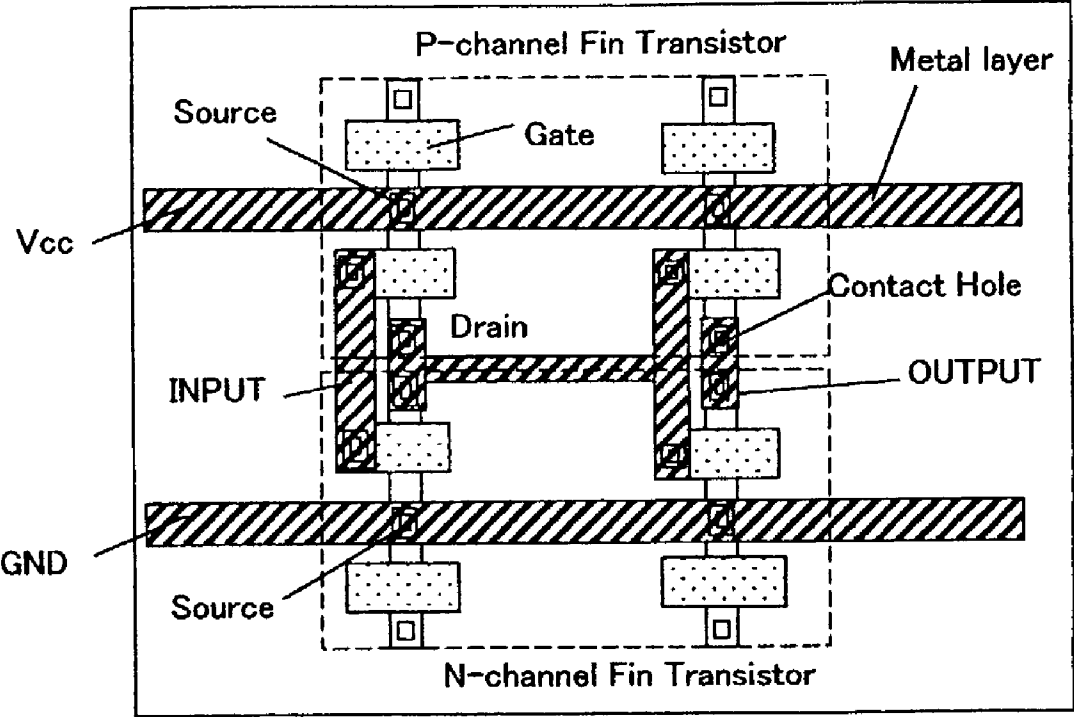 P-channel Fin Transistor
Metal layer
Source
Gate
Vcc
Contact Hole
Drain
INPUT
OUTPUT
GND
Source
N-channel Fin Transistor